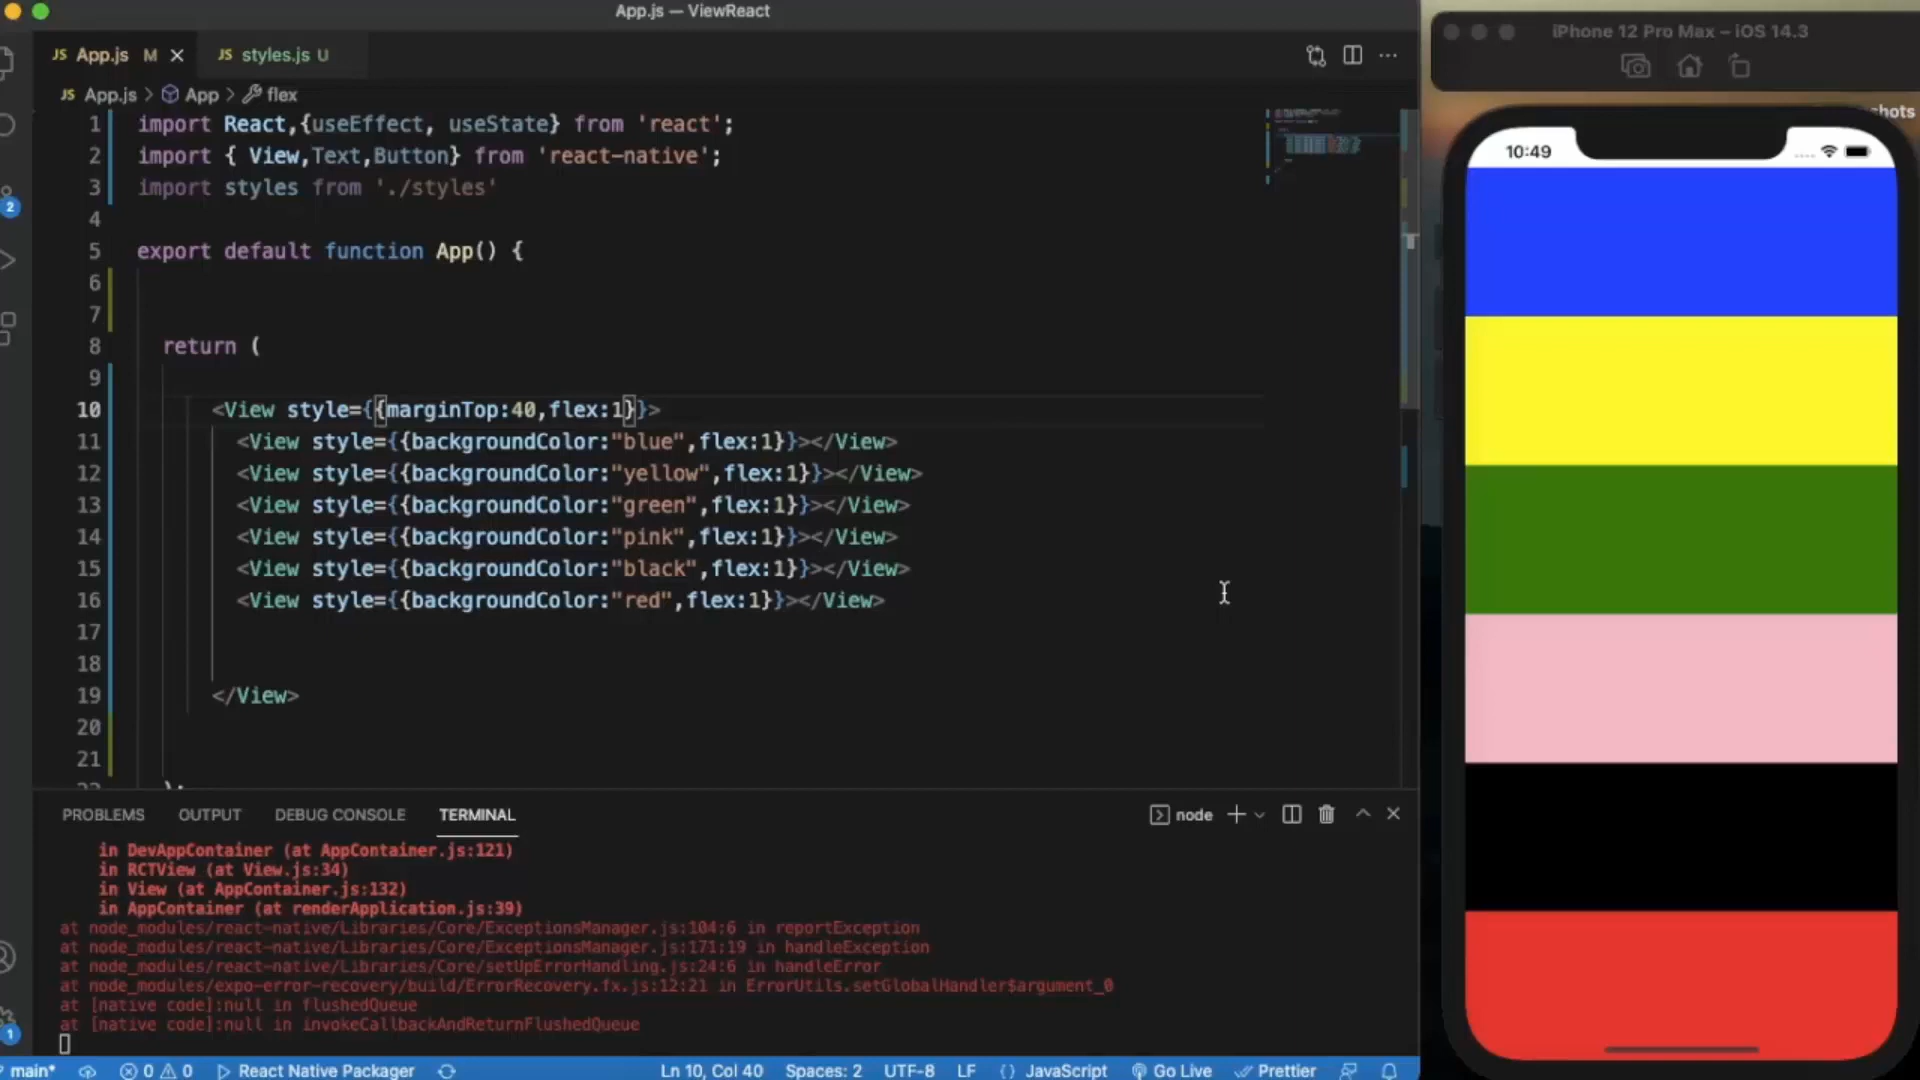 App.js — ViewReact
JS App.js M
JS styles.js U
JS App.js > App > flex
1 import React,{useEffect, useState} from 'react';
2 import { View,Text,Button} from 'react-native';
3 import styles from './styles'
4
5 export default function App() {
6
7
8 return (
9
10 <View style={{marginTop:40,flex:1}}>
11 <View style={{backgroundColor:"blue",flex:1}}></View>
12 <View style={{backgroundColor:"yellow",flex:1}}></View>
13 <View style={{backgroundColor:"green",flex:1}}></View>
14 <View style={{backgroundColor:"pink",flex:1}}></View>
15 <View style={{backgroundColor:"black",flex:1}}></View>
16 <View style={{backgroundColor:"red",flex:1}}></View>
17
18
19 </View>
20
21
);
2
PROBLEMS OUTPUT DEBUG CONSOLE TERMINAL
node
in DevAppContainer (at AppContainer.js:121)
in RCTView (at View.js:34)
in View (at AppContainer.js:132)
in AppContainer (at renderApplication.js:39)
at node_modules/react-native/Libraries/Core/ExceptionsManager.js:104:6 in reportException
at node_modules/react-native/Libraries/Core/ExceptionsManager.js:171:19 in handleException
at node_modules/react-native/Libraries/Core/setUpErrorHandling.js:24:6 in handleError
at node_modules/expo-error-recovery/build/ErrorRecovery.fx.js:12:21 in ErrorUtils.setGlobalHandler$argument_0
at [native code]:null in flushedQueue
at [native code]:null in invokeCallbackAndReturnFlushedQueue
1
main* 0 0 React Native Packager Ln 10, Col 40 Spaces: 2 UTF-8 LF {} JavaScript Go Live Prettier
iPhone 12 Pro Max – iOS 14.3
shots
10:49